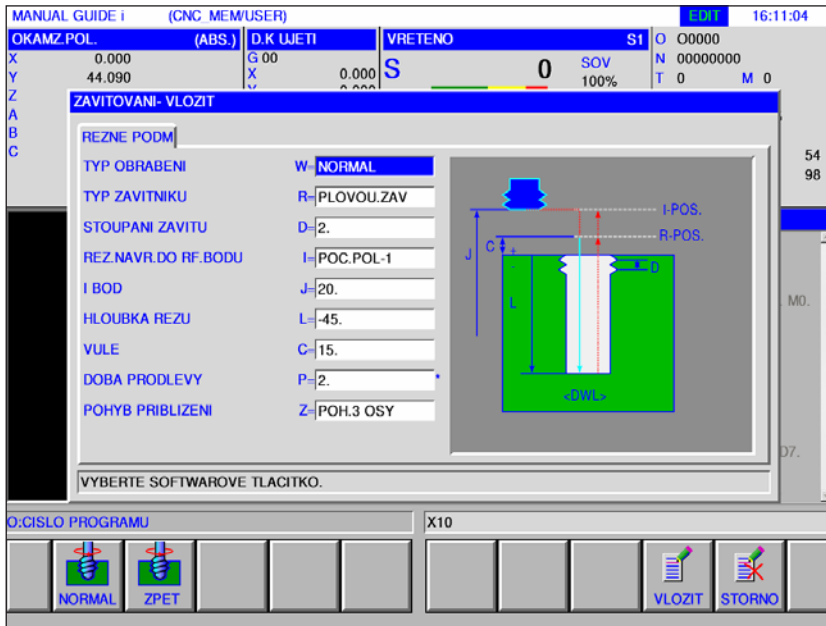 MANUAL GUIDE i (CNC_MEM/USER) EDIT 16:11:04
OKAMZ.POL. (ABS.) D.K UJETI VRETENO S1 O O0000
X 0.000 G 00 S 0 SOV N 00000000
Y 44.090 X 0.000 100% T 0 M 0
Z
A
B
C
54
98
ZAVITOVANI- VLOZIT
REZNE PODM
TYP OBRABENI W=NORMAL
TYP ZAVITNIKU R=PLOVOU.ZAV
STOUPANI ZAVITU D=2.
REZ.NAVR.DO RF.BODU I=POC.POL-1
I BOD J=20.
HLOUBKA REZU L=-45.
VULE C=15.
DOBA PRODLEVY P=2. *
POHYB PRIBLIZENI Z=POH.3 OSY
I-POS.
R-POS.
J
C
+
-
D
L
<DWL>
M0.
D7.
VYBERTE SOFTWAROVE TLACITKO.
O:CISLO PROGRAMU X10
NORMAL ZPET VLOZIT STORNO